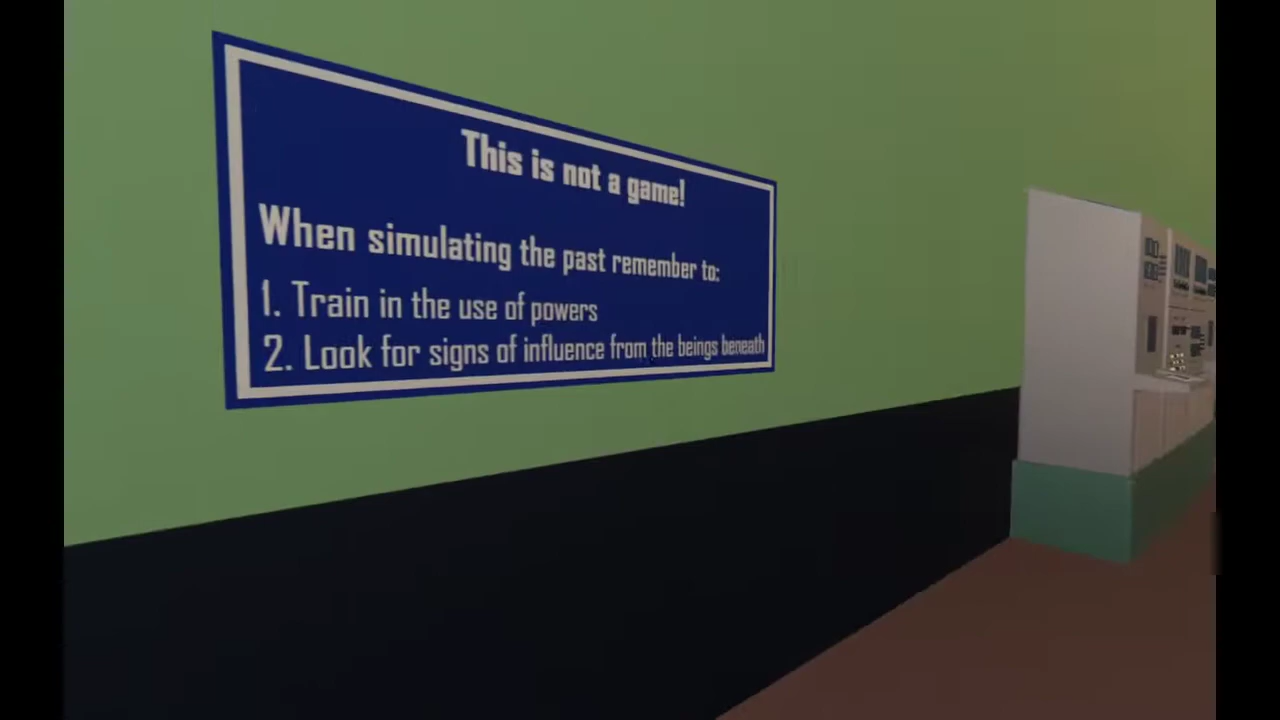 This is not a game!
When simulating the past remember to:
1. Train in the use of powers
2. Look for signs of influence from the beings beneath